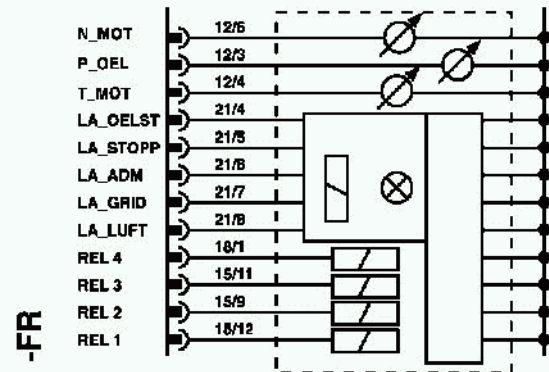 N_MOT 12/5
P_OEL 12/3
T_MOT 12/4
LA_OELST 21/4
LA_STOPP 21/5
LA_ADM 21/6
LA_GRID 21/7
LA_LUFT 21/8
REL 4 18/1
REL 3 15/11
REL 2 15/9
REL 1 18/12
-FR